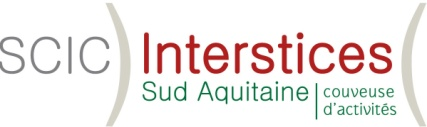 SCIC Interstices
Sud Aquitaine couveuse
d'activités